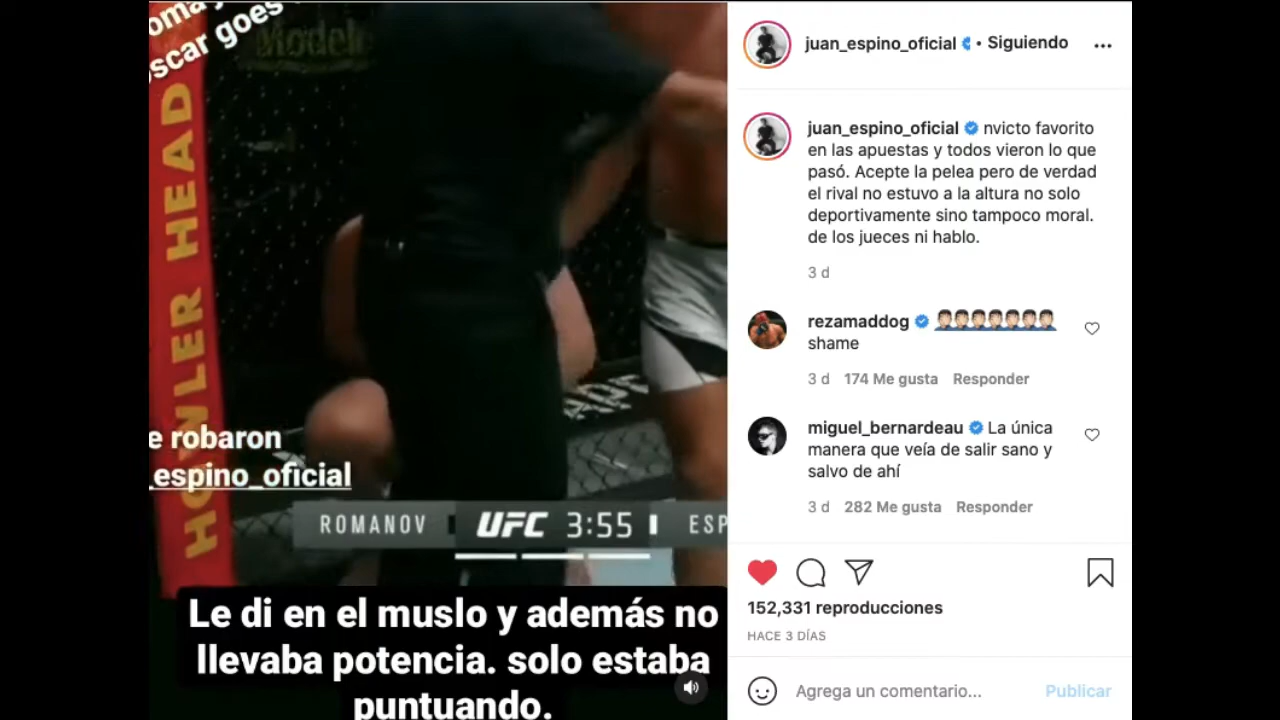 oma
oscar goes
Modelo
HOWLER HEAD
e robaron
_espino_oficial
ROMANOV
UFC 3:55
ESP
Le di en el muslo y además no
llevaba potencia. solo estaba
puntuando.
juan_espino_oficial • Siguiendo
...
juan_espino_oficial nvicto favorito
en las apuestas y todos vieron lo que
pasó. Acepte la pelea pero de verdad
el rival no estuvo a la altura no solo
deportivamente sino tampoco moral.
de los jueces ni hablo.
3 d
rezamaddog
shame
3 d 174 Me gusta Responder
miguel_bernardeau La única
manera que veía de salir sano y
salvo de ahí
3 d 282 Me gusta Responder
152,331 reproducciones
HACE 3 DÍAS
Agrega un comentario...
Publicar